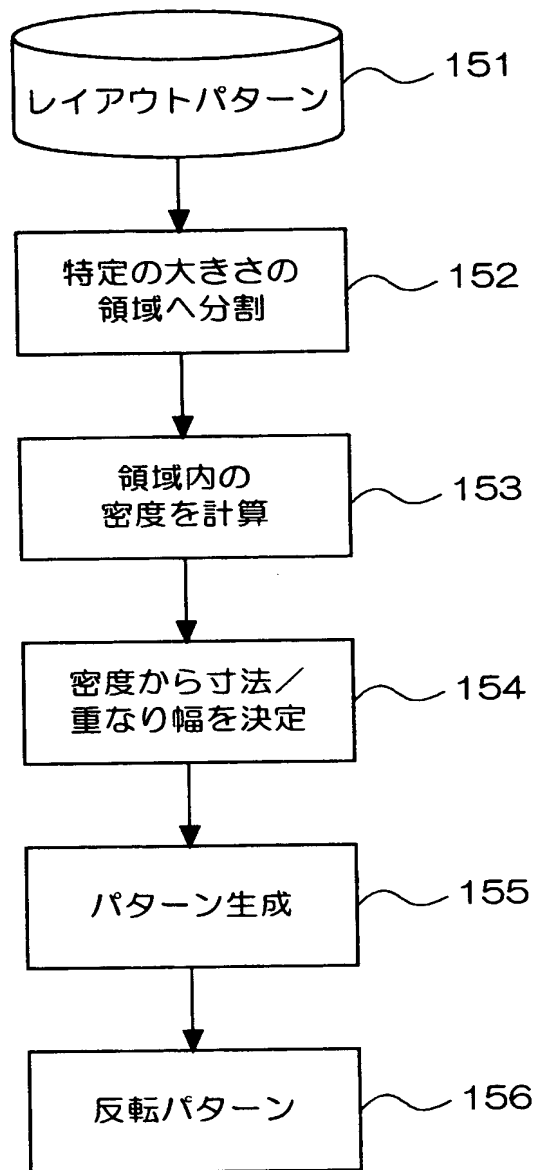 レイアウトパターン
151
特定の大きさの
領域へ分割
152
領域内の
密度を計算
153
密度から寸法／
重なり幅を決定
154
パターン生成
155
反転パターン
156